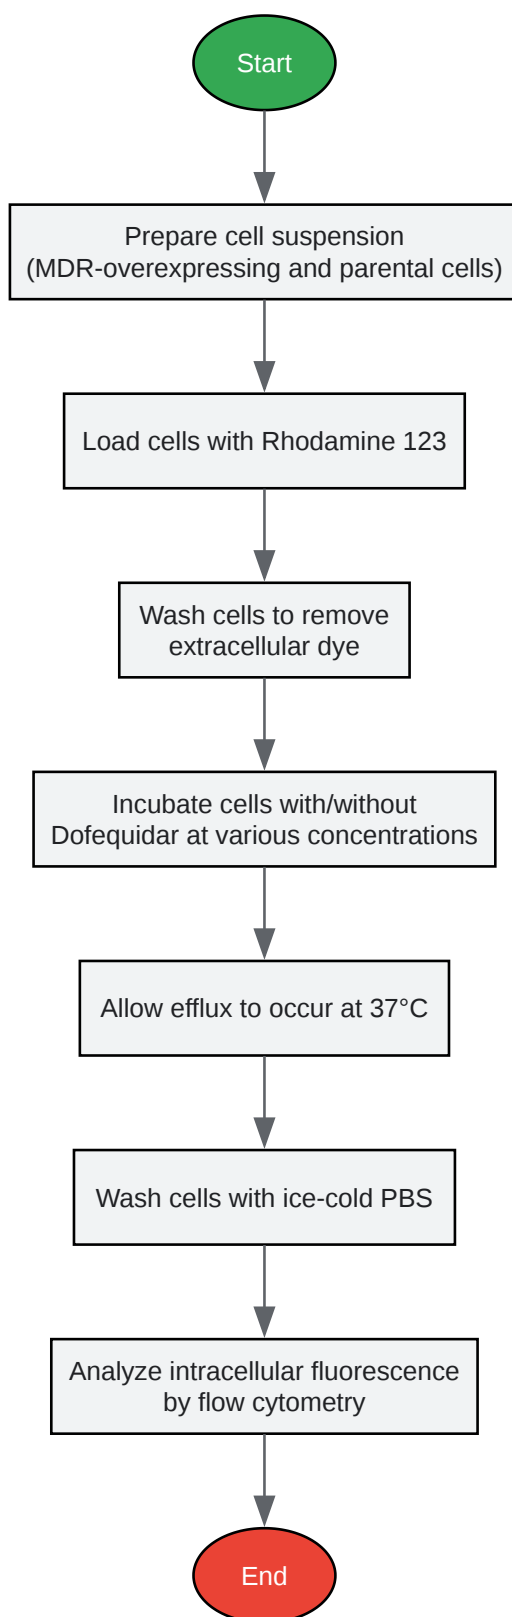 Start
Prepare cell suspension
(MDR-overexpressing and parental cells)
Load cells with Rhodamine 123
Wash cells to remove
extracellular dye
Incubate cells with/without
Dofequidar at various concentrations
Allow efflux to occur at 37°C
Wash cells with ice-cold PBS
Analyze intracellular fluorescence
by flow cytometry
End